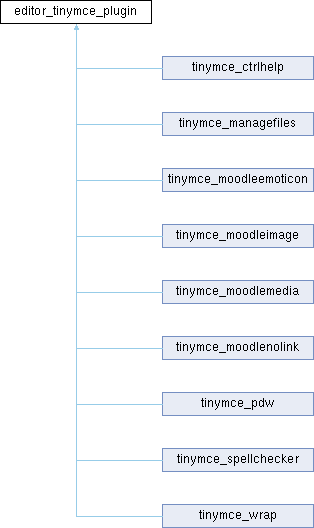 editor_tinymce_plugin
tinymce_ctrlhelp
tinymce_managefiles
tinymce_moodleemoticon
tinymce_moodleimage
tinymce_moodlemedia
tinymce_moodlenolink
tinymce_pdw
tinymce_spellchecker
tinymce_wrap